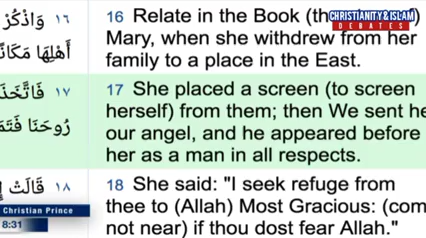 CHRISTIANITY & ISLAM
DEBATES
١٦ وَاذْكُرْ
16 Relate in the Book
Mary, when she withdrew from her
family to a place in the East.
١٧
17 She placed a screen (to screen
herself) from them; then We sent he
our angel, and he appeared before
her as a man in all respects.
رُوحَنَا فَتَمَ
١٨ قَالَتْ
18 She said: "I seek refuge from
thee to (Allah) Most Gracious: (com
not near) if thou dost fear Allah."
Christian Prince
8:31